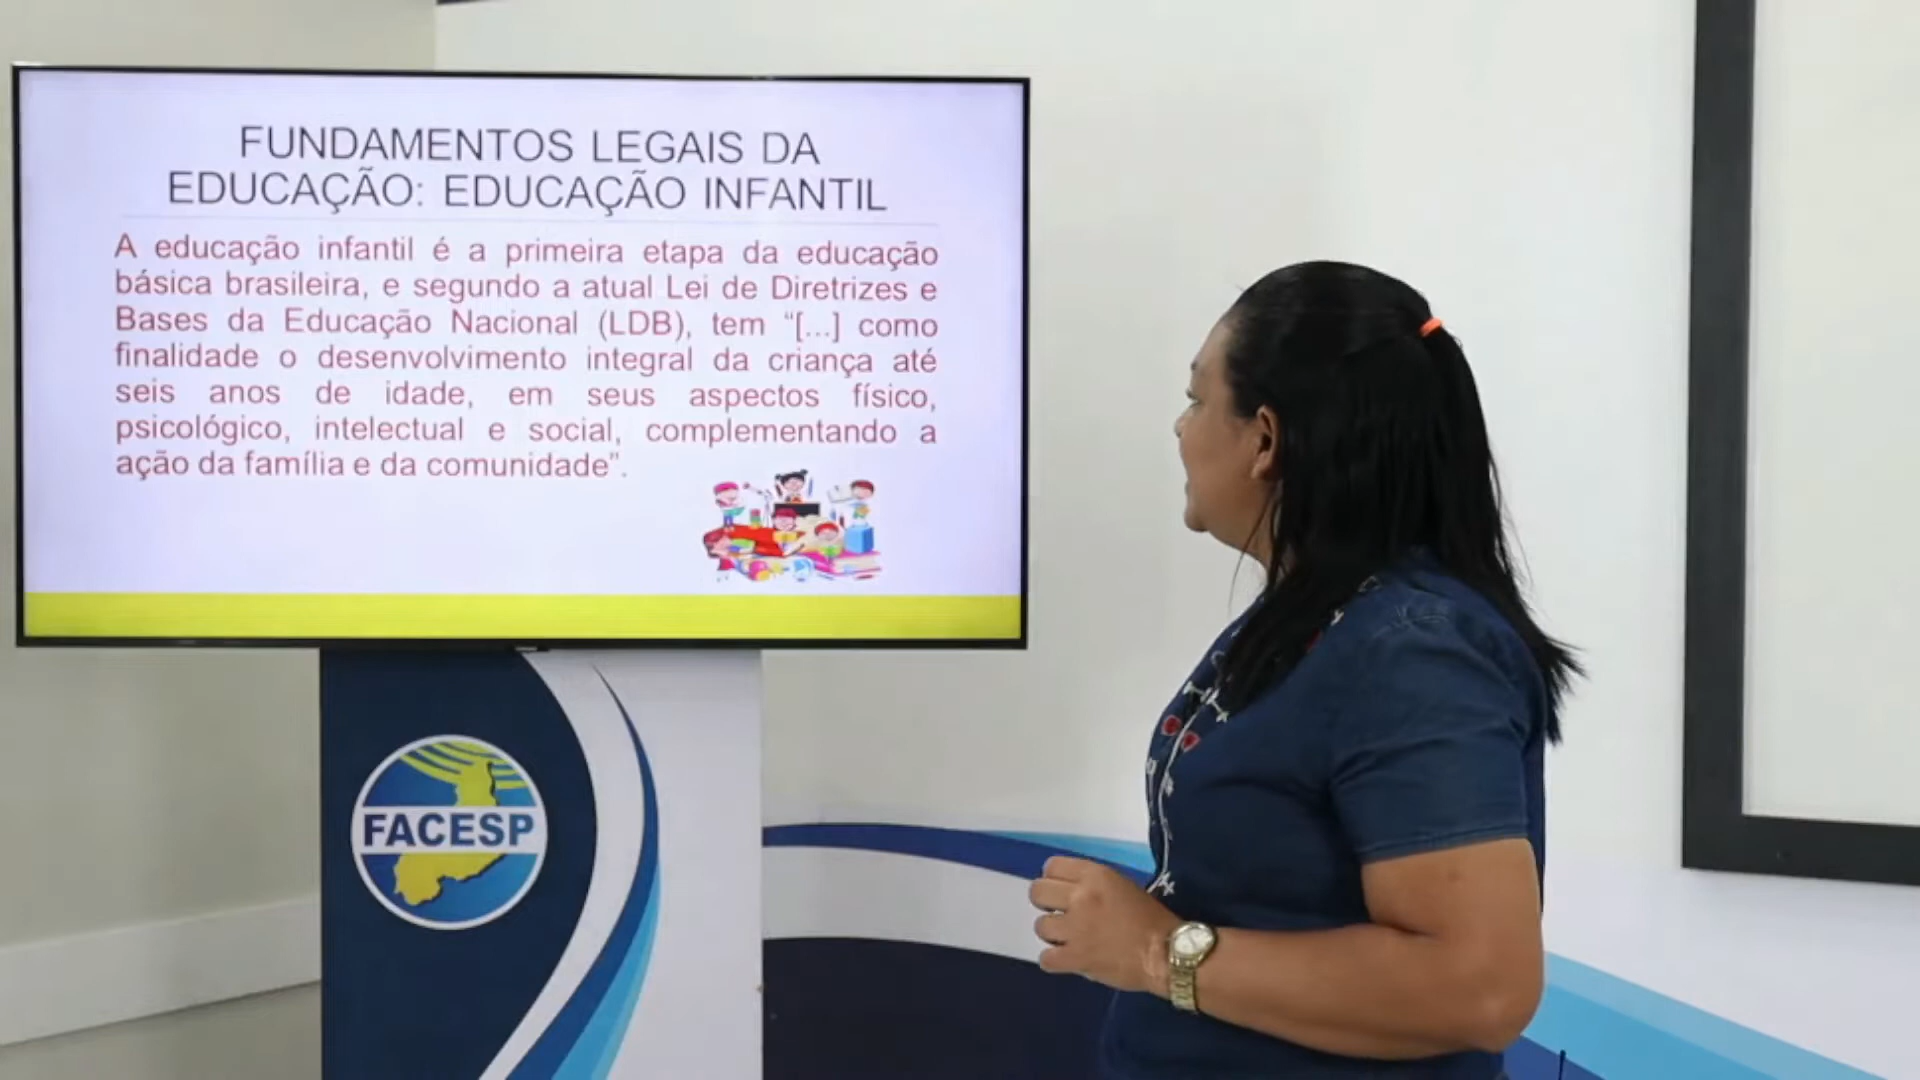 FUNDAMENTOS LEGAIS DA
EDUCAÇÃO: EDUCAÇÃO INFANTIL
A educação infantil é a primeira etapa da educação
básica brasileira, e segundo a atual Lei de Diretrizes e
Bases da Educação Nacional (LDB), tem “[...] como
finalidade o desenvolvimento integral da criança até
seis anos de idade, em seus aspectos físico,
psicológico, intelectual e social, complementando a
ação da família e da comunidade”.
FACESP